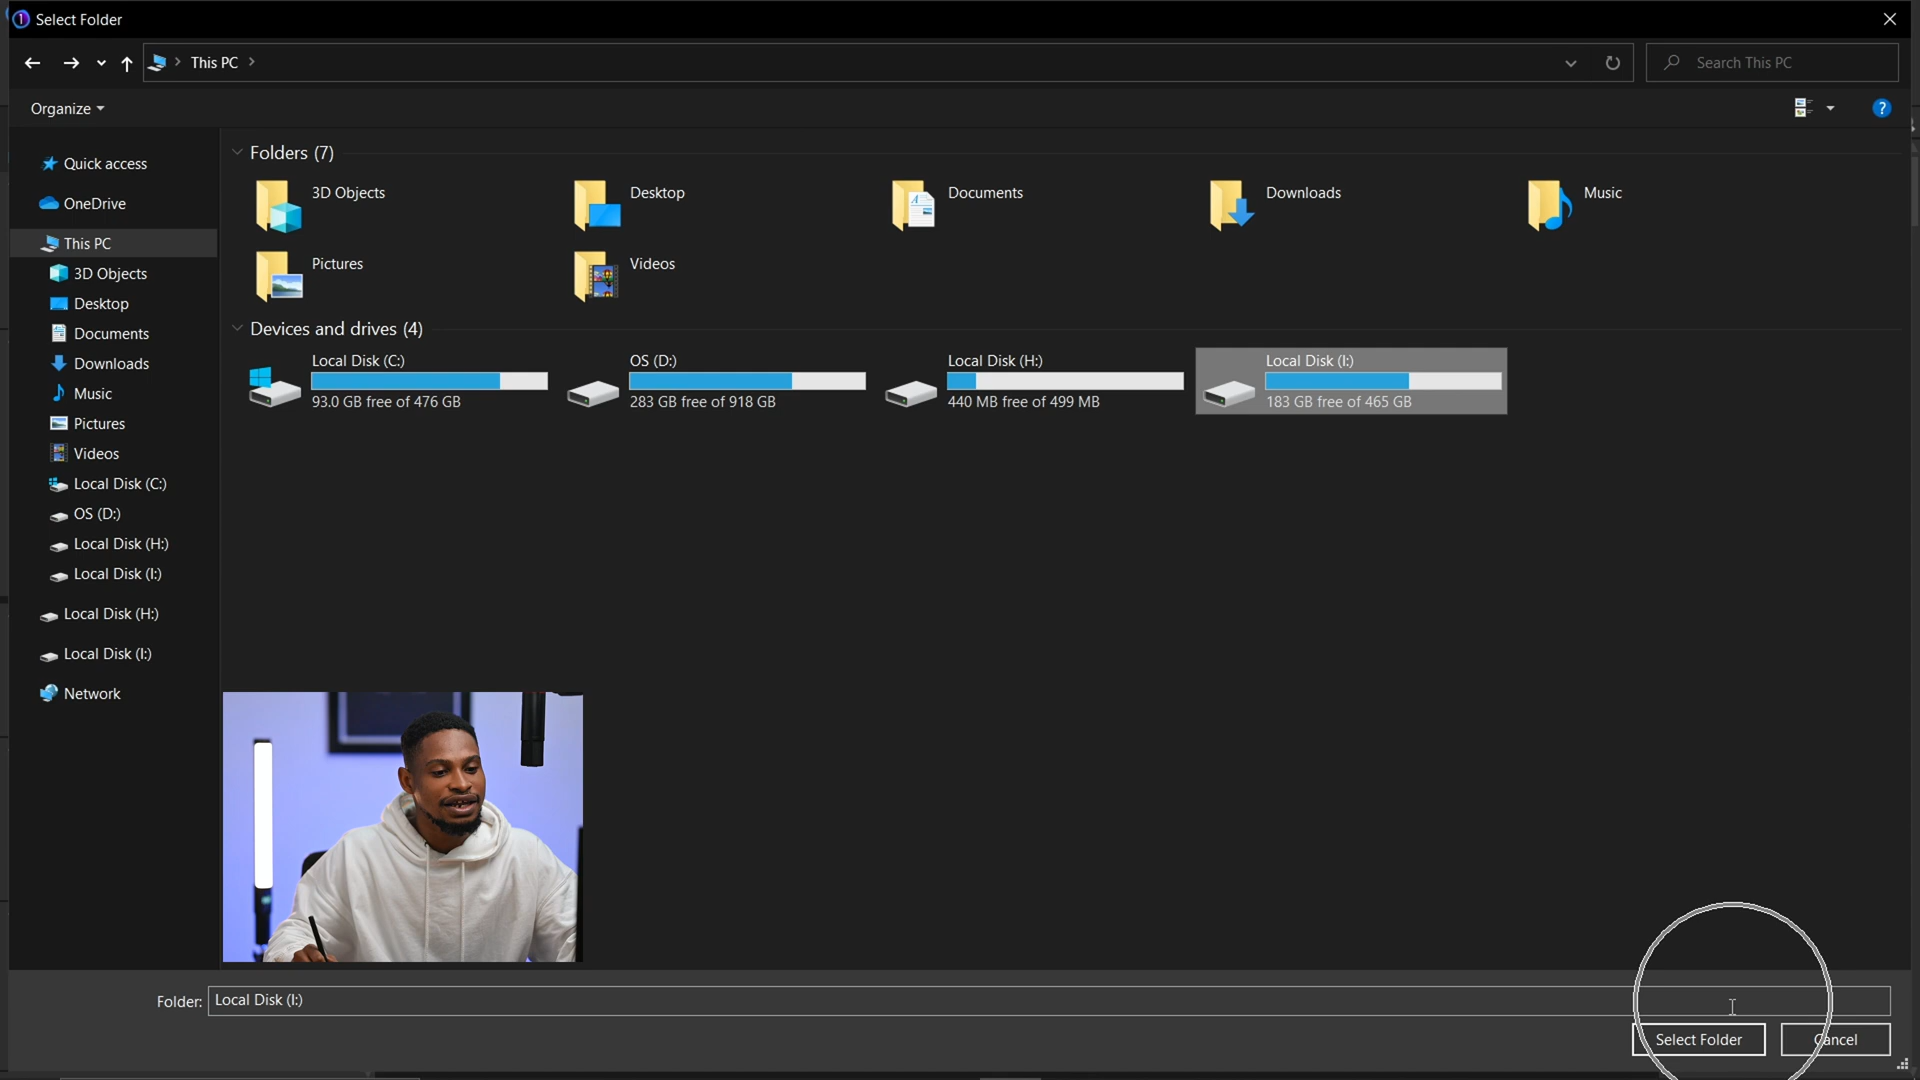 Select Folder
This PC
Search This PC
Organize
Quick access
OneDrive
This PC
3D Objects
Desktop
Documents
Downloads
Music
Pictures
Videos
Local Disk (C:)
OS (D:)
Local Disk (H:)
Local Disk (I:)
Local Disk (H:)
Local Disk (I:)
Network
Folders (7)
3D Objects
Desktop
Documents
Downloads
Music
Pictures
Videos
Devices and drives (4)
Local Disk (C:)
93.0 GB free of 476 GB
OS (D:)
283 GB free of 918 GB
Local Disk (H:)
440 MB free of 499 MB
Local Disk (I:)
183 GB free of 465 GB
Folder: Local Disk (I:)
Select Folder
Cancel